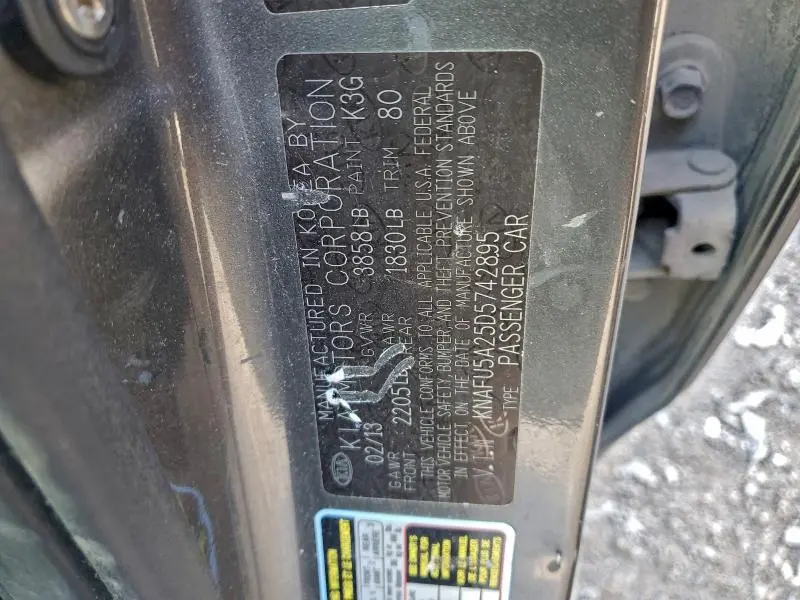 MANUFACTURED IN KOREA BY
KIA MOTORS CORPORATION
02/13 GVWR 3858LB PAINT K3G
GAWR FRONT 2205LB GAWR REAR 1830LB TRIM 80
THIS VEHICLE CONFORMS TO ALL APPLICABLE U.S.A. FEDERAL
MOTOR VEHICLE SAFETY, BUMPER, AND THEFT PREVENTION STANDARDS
IN EFFECT ON THE DATE OF MANUFACTURE SHOWN ABOVE
V.I.N KNAFU5A25D5742895
TYPE PASSENGER CAR